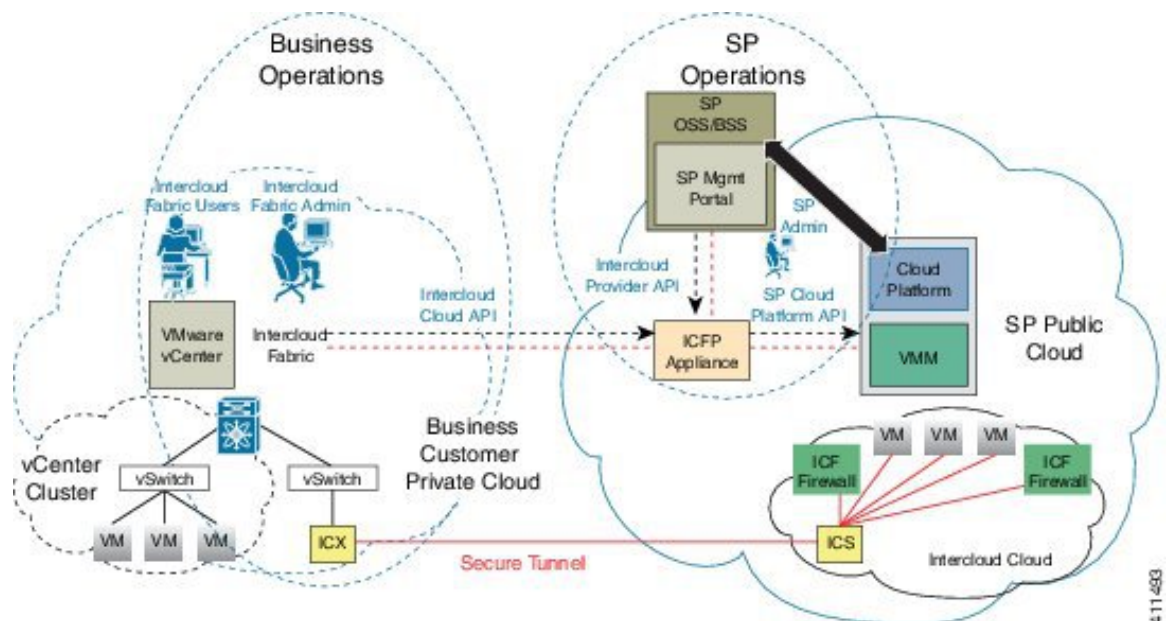 Business
Operations
SP
Operations
SP
OSS/BSS
SP Mgmt
Portal
Intercloud
Fabric Users
Intercloud
Fabric Admin
SP
Admin
Intercloud
Provider API
Cloud
Platform
Intercloud
Cloud API
SP Cloud
Platform API
VMware
vCenter
Intercloud
Fabric
ICFP
Appliance
VMM
SP Public
Cloud
Business
Customer
Private Cloud
vCenter
Cluster
vSwitch
vSwitch
VM
VM
VM
ICX
Secure Tunnel
VM
VM
VM
ICF
Firewall
ICF
Firewall
ICS
Intercloud Cloud
411493